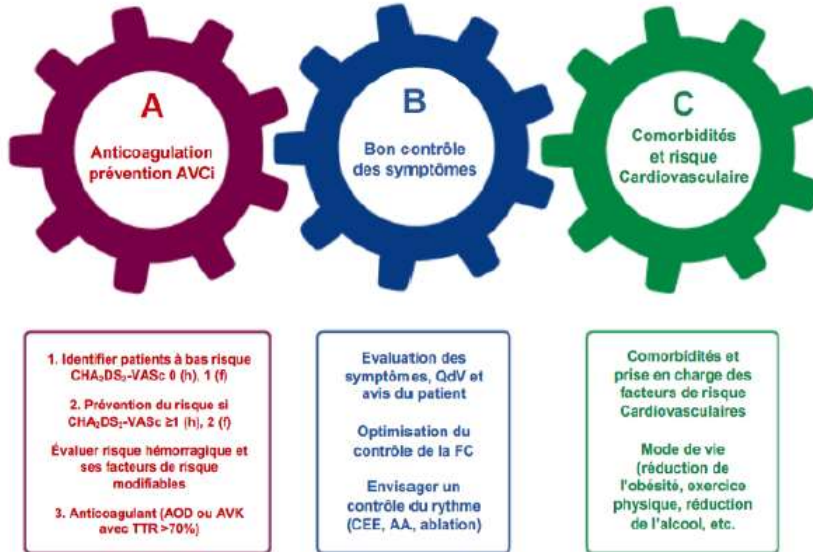 A
Anticoagulation
prévention AVCi
B
Bon contrôle
des symptômes
C
Comorbidités
et risque
Cardiovasculaire
1. Identifier patients à bas risque
CHA₂DS₂-VASc 0 (h), 1 (f)
2. Prévention du risque si
CHA₂DS₂-VASc ≥1 (h), 2 (f)
Évaluer risque hémorragique et
ses facteurs de risque
modifiables
3. Anticoagulant (AOD ou AVK
avec TTR >70%)
Evaluation des
symptômes, QdV et
avis du patient
Optimisation du
contrôle de la FC
Envisager un
contrôle du rythme
(CEE, AA, ablation)
Comorbidités et
prise en charge des
facteurs de risque
Cardiovasculaires
Mode de vie
(réduction de
l'obésité, exercice
physique, réduction
de l'alcool, etc.